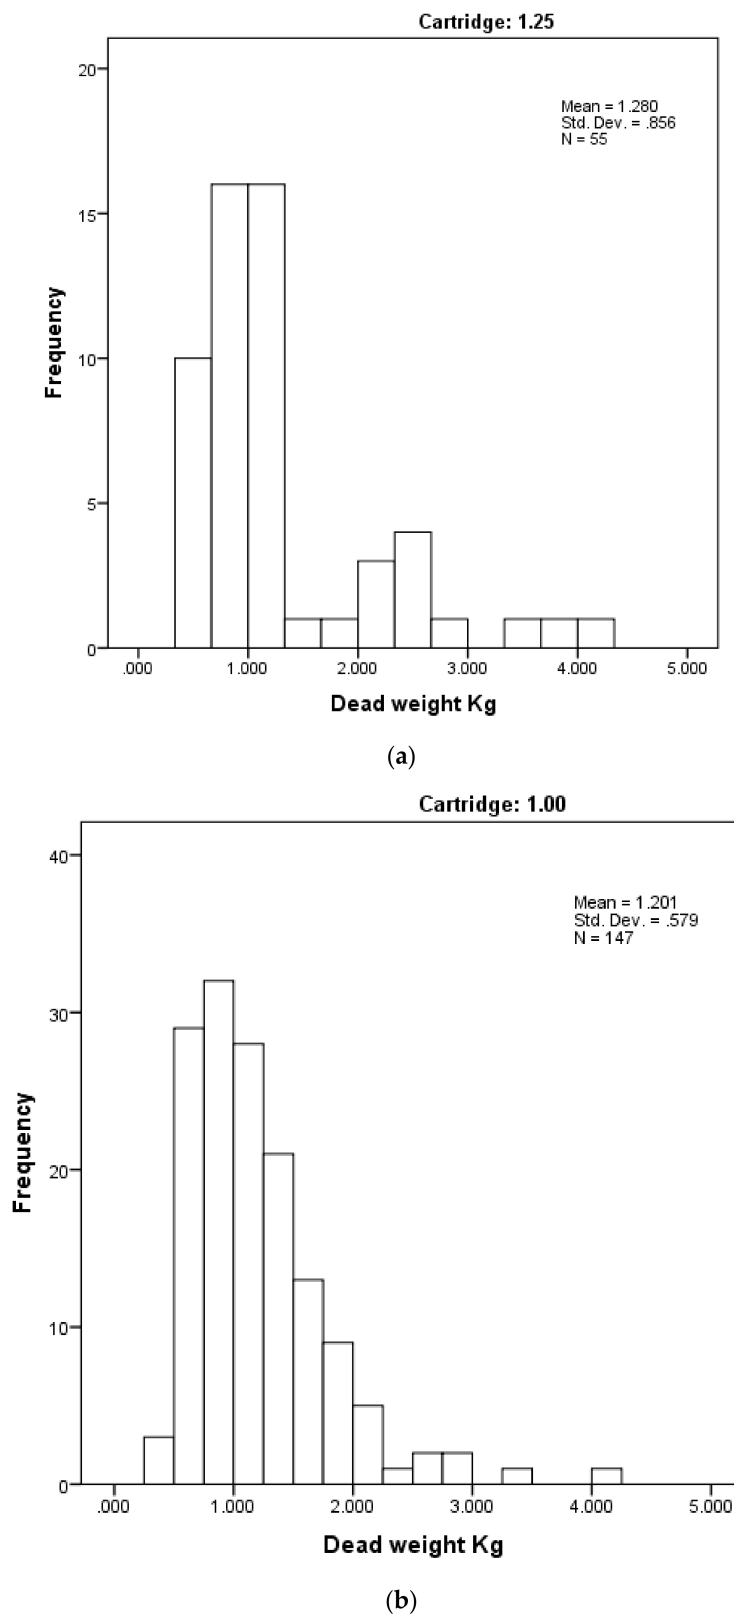 Cartridge: 1.25
20
Mean = 1.280
Std. Dev. = .856
N = 55
15
Frequency
10
5
0
.000 1.000 2.000 3.000 4.000 5.000
Dead weight Kg
(a)
Cartridge: 1.00
40
Mean = 1.201
Std. Dev. = .579
N = 147
30
Frequency
20
10
0
.000 1.000 2.000 3.000 4.000 5.000
Dead weight Kg
(b)